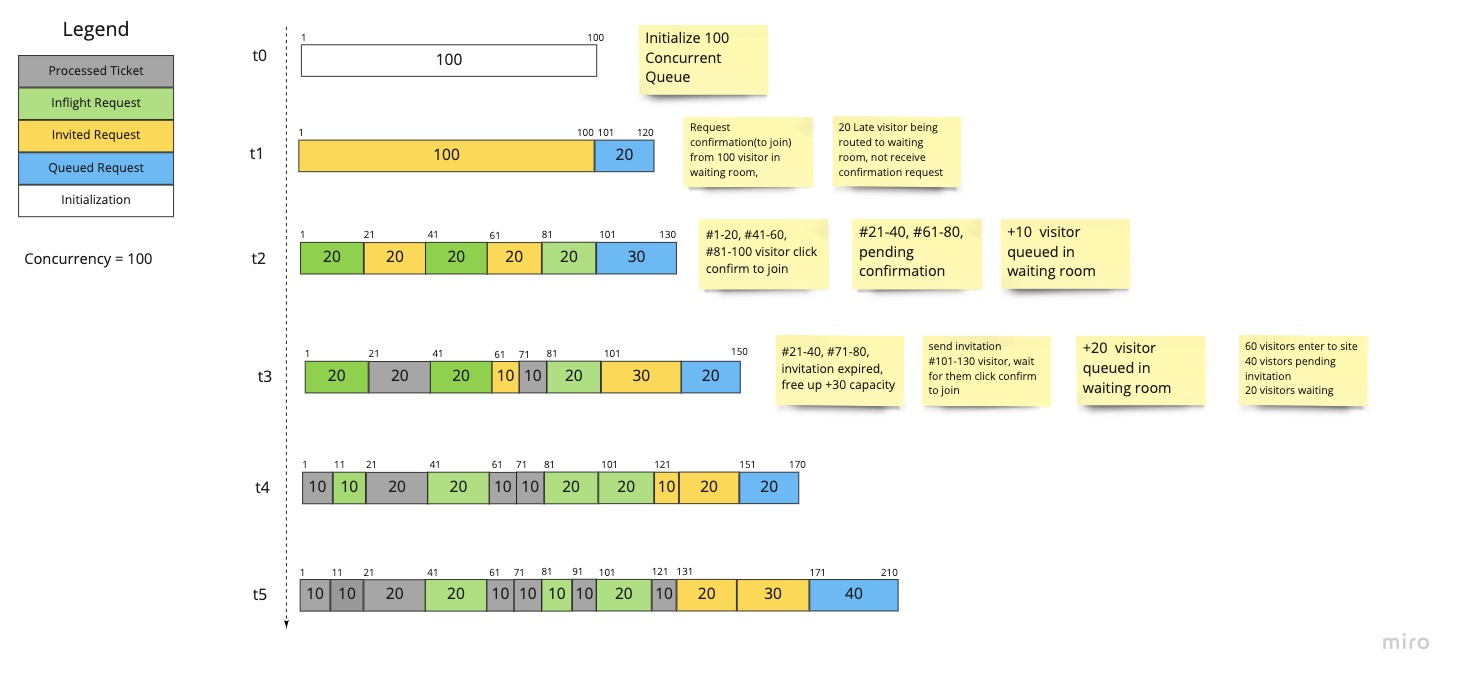 Legend
Processed Ticket
Inflight Request
Invited Request
Queued Request
Initialization
Concurrency = 100
t0
1 100
100
Initialize 100
Concurrent
Queue
t1
1 100 101 120
100 20
Request
confirmation(to join)
from 100 visitor in
waiting room,
20 Late visitor being
routed to waiting
room, not receive
confirmation request
t2
1 21 41 61 81 101 130
20 20 20 20 20 30
#1-20, #41-60,
#81-100 visitor click
confirm to join
#21-40, #61-80,
pending
confirmation
+10 visitor
queued in
waiting room
t3
1 21 41 61 71 81 101 150
20 20 20 10 10 20 30 20
#21-40, #71-80,
invitation expired,
free up +30 capacity
send invitation
#101-130 visitor, wait
for them click confirm
to join
+20 visitor
queued in
waiting room
60 visitors enter to site
40 vistors pending
invitation
20 visitors waiting
t4
1 11 21 41 61 71 81 101 121 151 170
10 10 20 20 10 10 20 20 10 20 20
t5
1 11 21 41 61 71 81 91 101 121 131 171 210
10 10 20 20 10 10 10 10 20 10 20 30 40
miro